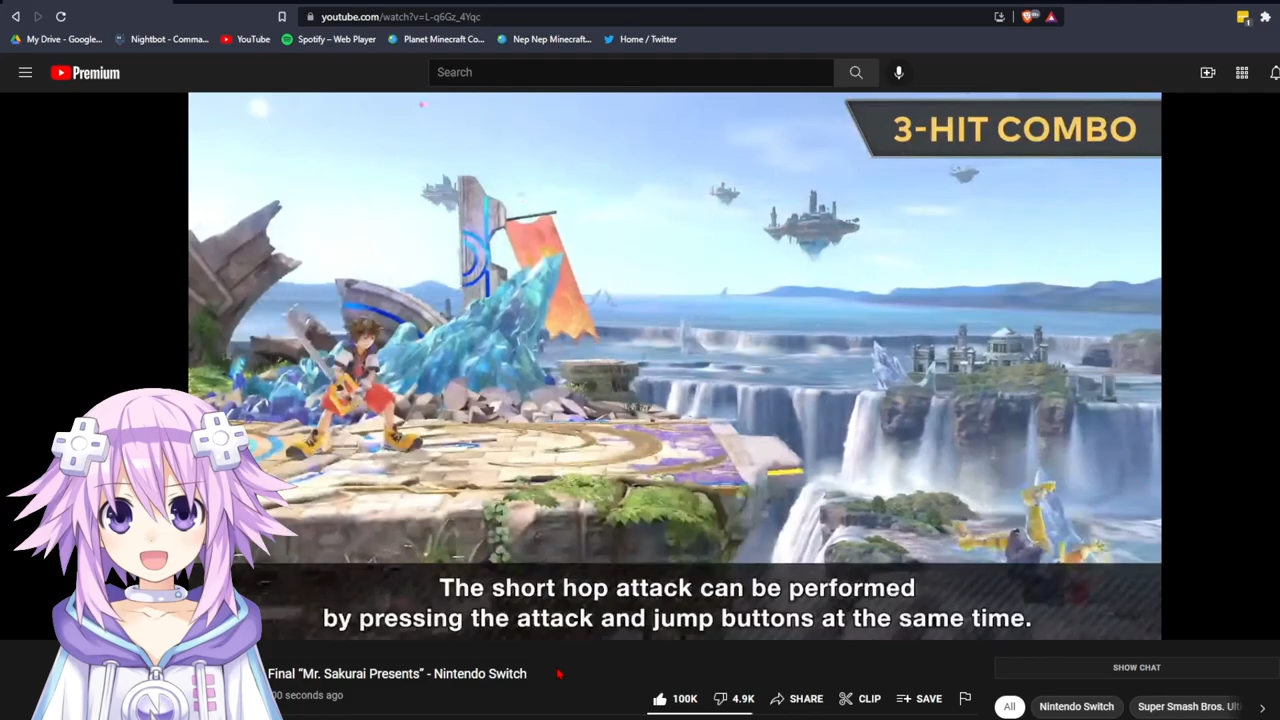 youtube.com/watch?v=L-q6Gz_4Yqc
My Drive - Google...
Nightbot - Comma...
YouTube
Spotify – Web Player
Planet Minecraft Co...
Nep Nep Minecraft...
Home / Twitter
Premium
Search
3-HIT COMBO
The short hop attack can be performed
by pressing the attack and jump buttons at the same time.
Final “Mr. Sakurai Presents” - Nintendo Switch
00 seconds ago
100K
4.9K
SHARE
CLIP
SAVE
SHOW CHAT
All
Nintendo Switch
Super Smash Bros. Ulti
N